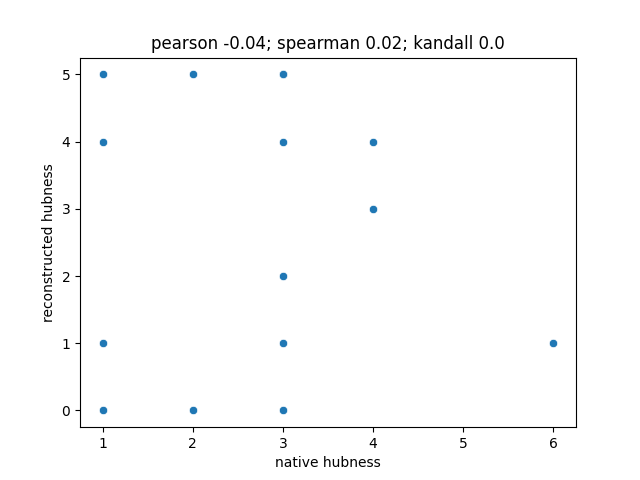 pearson -0.04; spearman 0.02; kandall 0.0
5
4
3
2
1
0
reconstructed hubness
1 2 3 4 5 6
native hubness